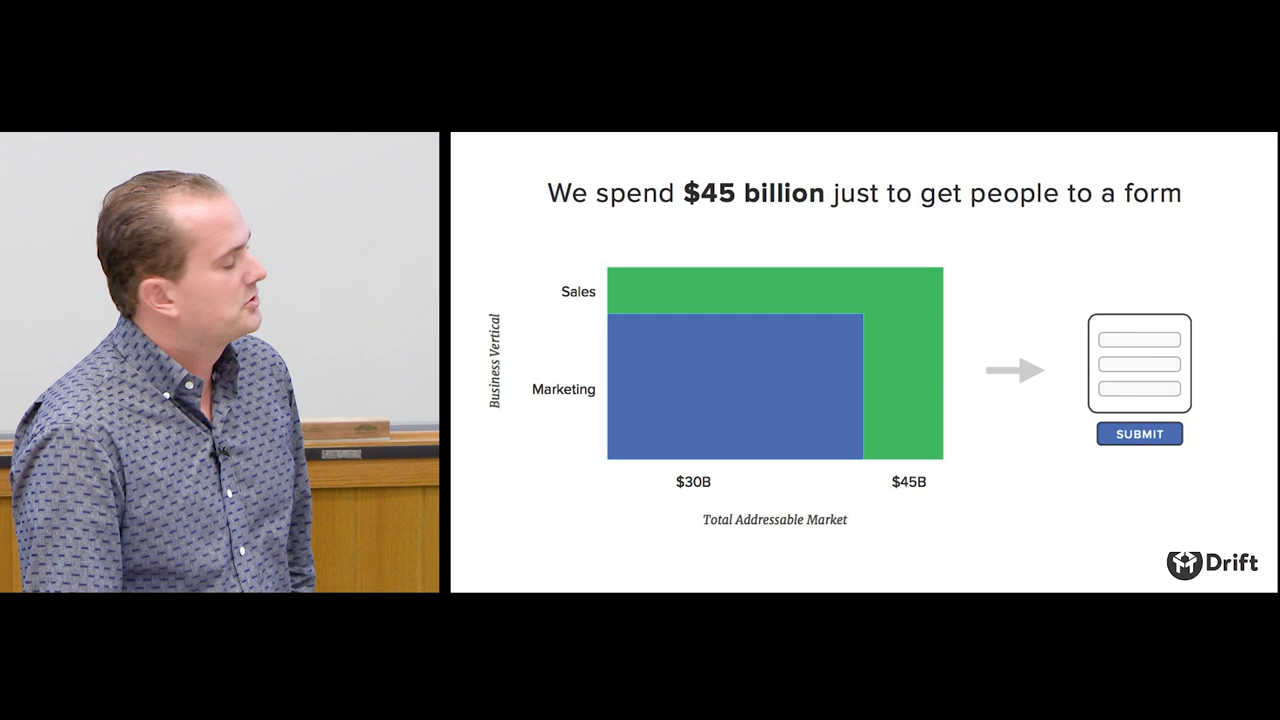 We spend $45 billion just to get people to a form
Sales
Business Vertical
Marketing
SUBMIT
$30B
$45B
Total Addressable Market
Drift